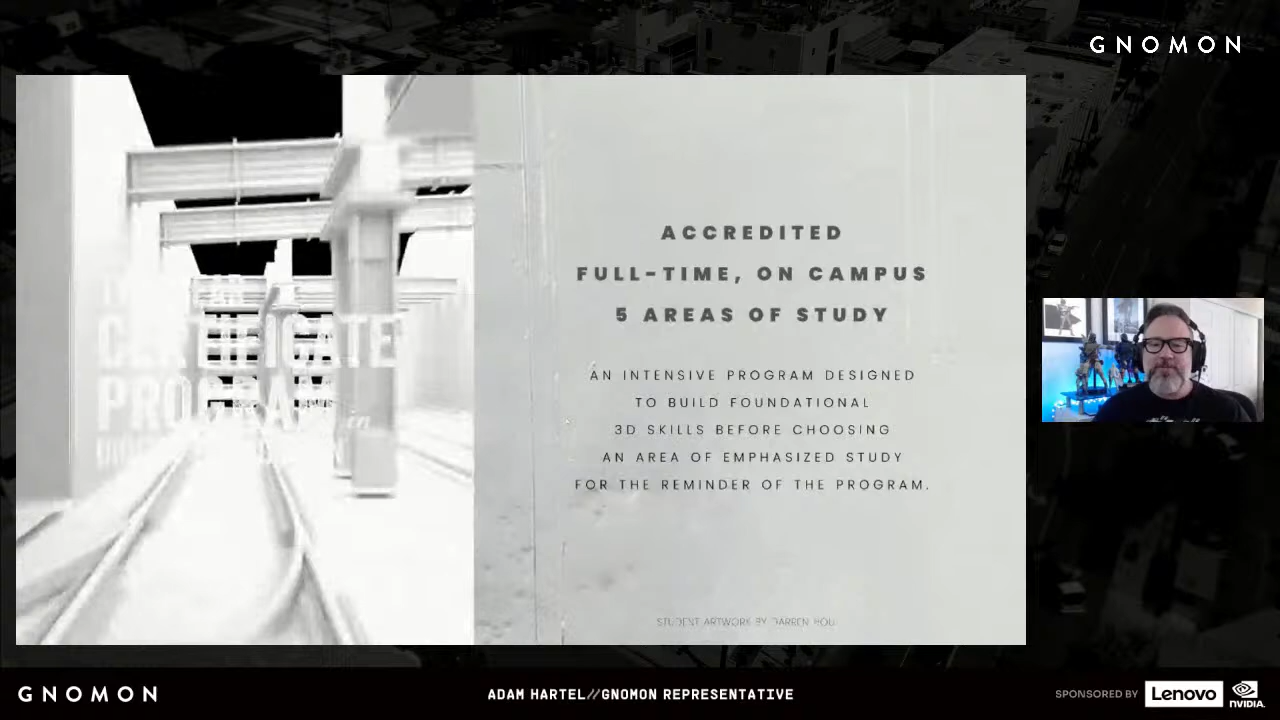 GNOMON
CERTIFICATE
PROGRAM
ACCREDITED
FULL-TIME, ON CAMPUS
5 AREAS OF STUDY
AN INTENSIVE PROGRAM DESIGNED
TO BUILD FOUNDATIONAL
3D SKILLS BEFORE CHOOSING
AN AREA OF EMPHASIZED STUDY
FOR THE REMINDER OF THE PROGRAM.
STUDENT ARTWORK BY DARREN HOU
GNOMON
ADAM HARTEL//GNOMON REPRESENTATIVE
SPONSORED BY
Lenovo
NVIDIA.